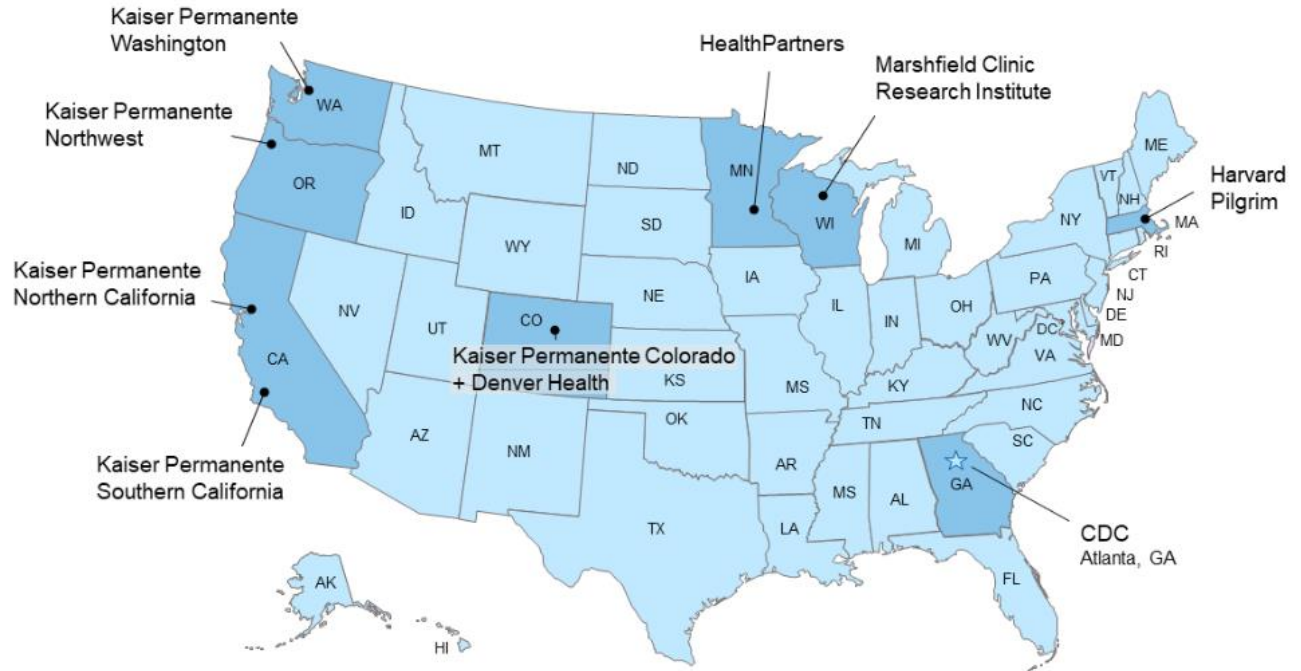 Kaiser Permanente
Washington
HealthPartners
Marshfield Clinic
Research Institute
Kaiser Permanente
Northwest
Harvard
Pilgrim
Kaiser Permanente
Northern California
Kaiser Permanente Colorado
+ Denver Health
Kaiser Permanente
Southern California
CDC
Atlanta, GA
WA
OR
CA
ID
NV
MT
WY
UT
CO
AZ
NM
ND
SD
NE
KS
OK
TX
MN
IA
MS
AR
LA
WI
IL
MI
IN
OH
KY
TN
MS
AL
GA
FL
SC
NC
VA
WV
DC
MD
DE
NJ
PA
NY
CT
RI
MA
VT
NH
ME
AK
HI